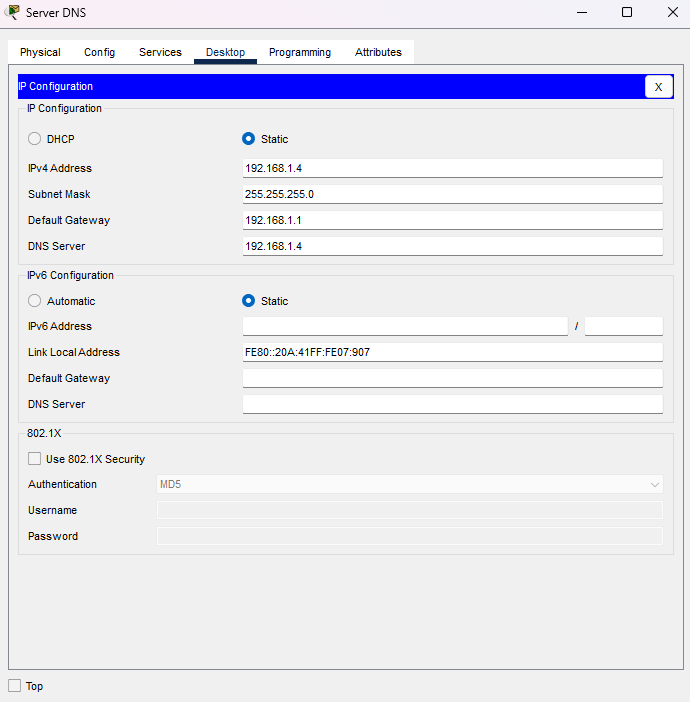 Server DNS
Physical Config Services Desktop Programming Attributes
IP Configuration X
IP Configuration
DHCP Static
IPv4 Address 192.168.1.4
Subnet Mask 255.255.255.0
Default Gateway 192.168.1.1
DNS Server 192.168.1.4
IPv6 Configuration
Automatic Static
IPv6 Address /
Link Local Address FE80::20A:41FF:FE07:907
Default Gateway
DNS Server
802.1X
Use 802.1X Security
Authentication MD5
Username
Password
Top